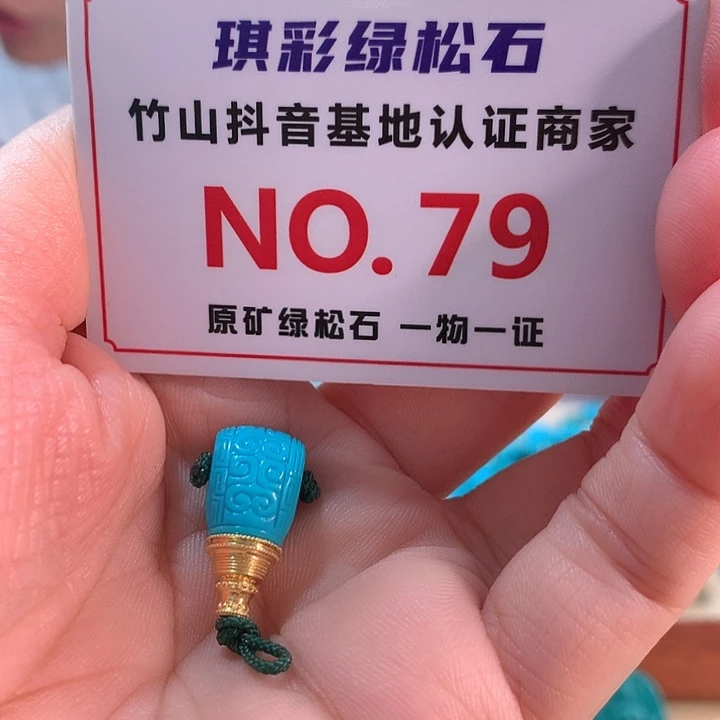 琪彩绿松石
竹山抖音基地认证商家
NO.79
原矿绿松石 一物一证